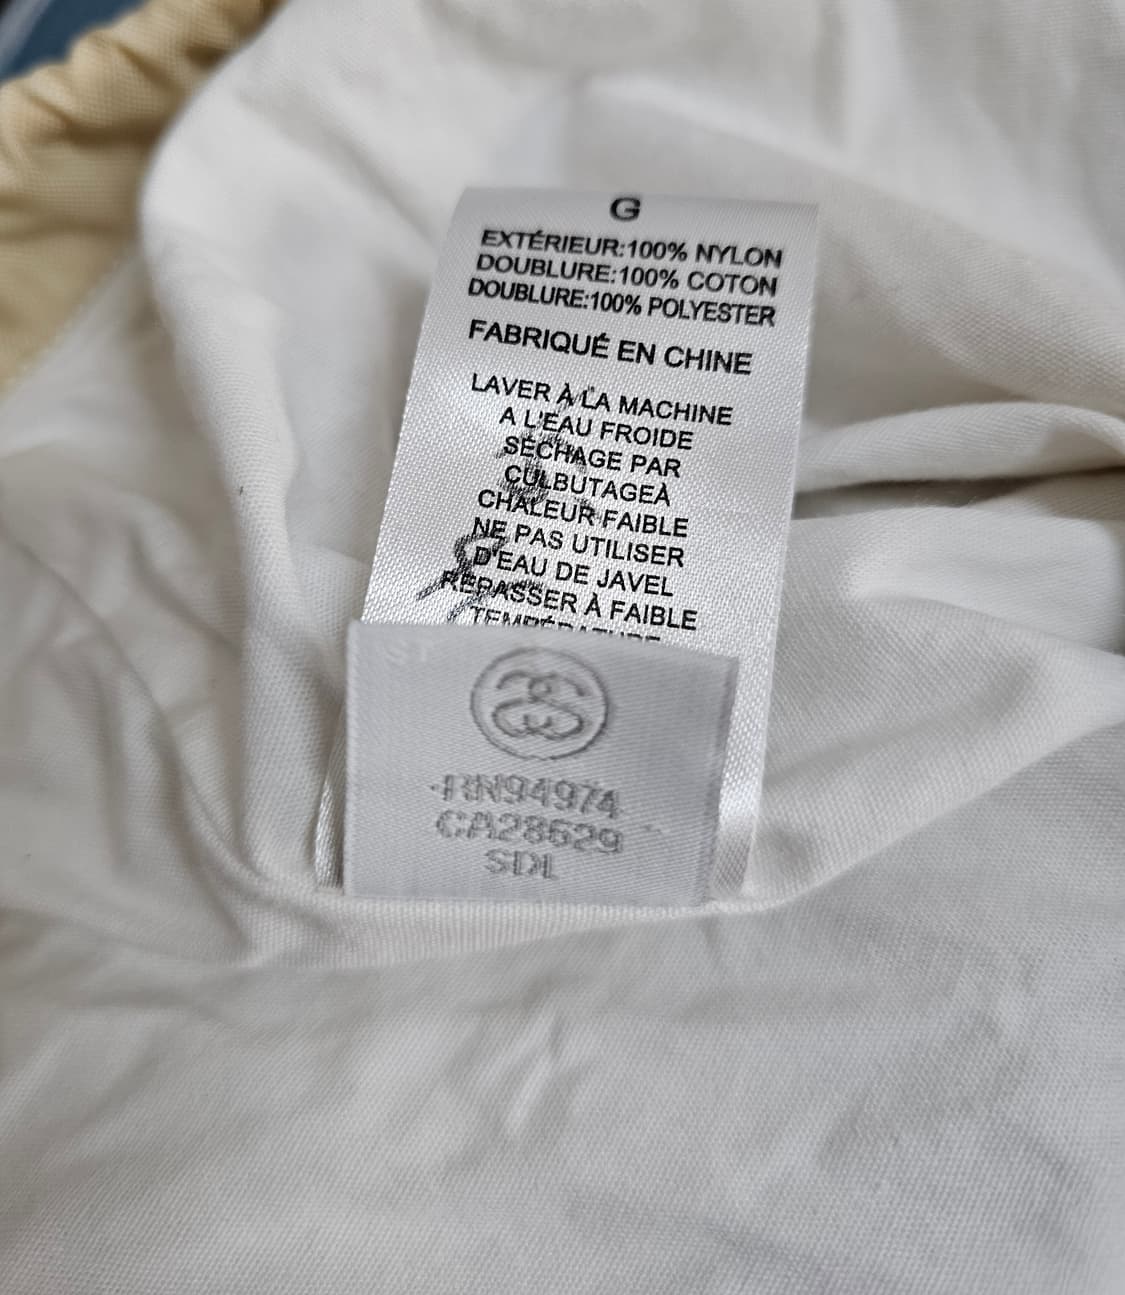 G
EXTÉRIEUR:100% NYLON
DOUBLURE:100% COTON
DOUBLURE:100% POLYESTER
FABRIQUÉ EN CHINE
LAVER À LA MACHINE
A L'EAU FROIDE
SÉCHAGE PAR
CULBUTAGEÀ
CHALEUR FAIBLE
NE PAS UTILISER
D'EAU DE JAVEL
REPASSER À FAIBLE
TEMPÉRATURE
RN94974
CA28629
SDL